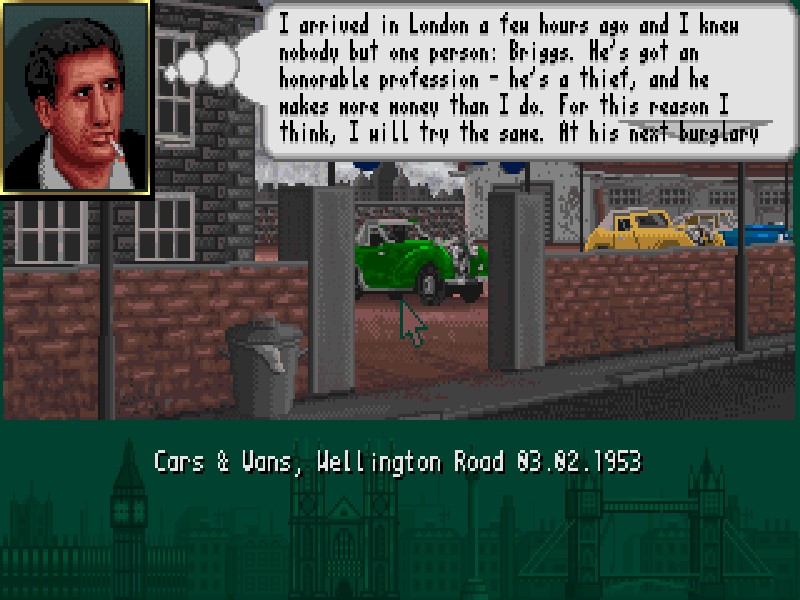 I arrived in London a few hours ago and I knew
nobody but one person: Briggs. He's got an
honorable profession - he's a thief, and he
makes more money than I do. For this reason I
think, I will try the same. At his next burglary
Cars & Vans, Wellington Road 03.02.1953